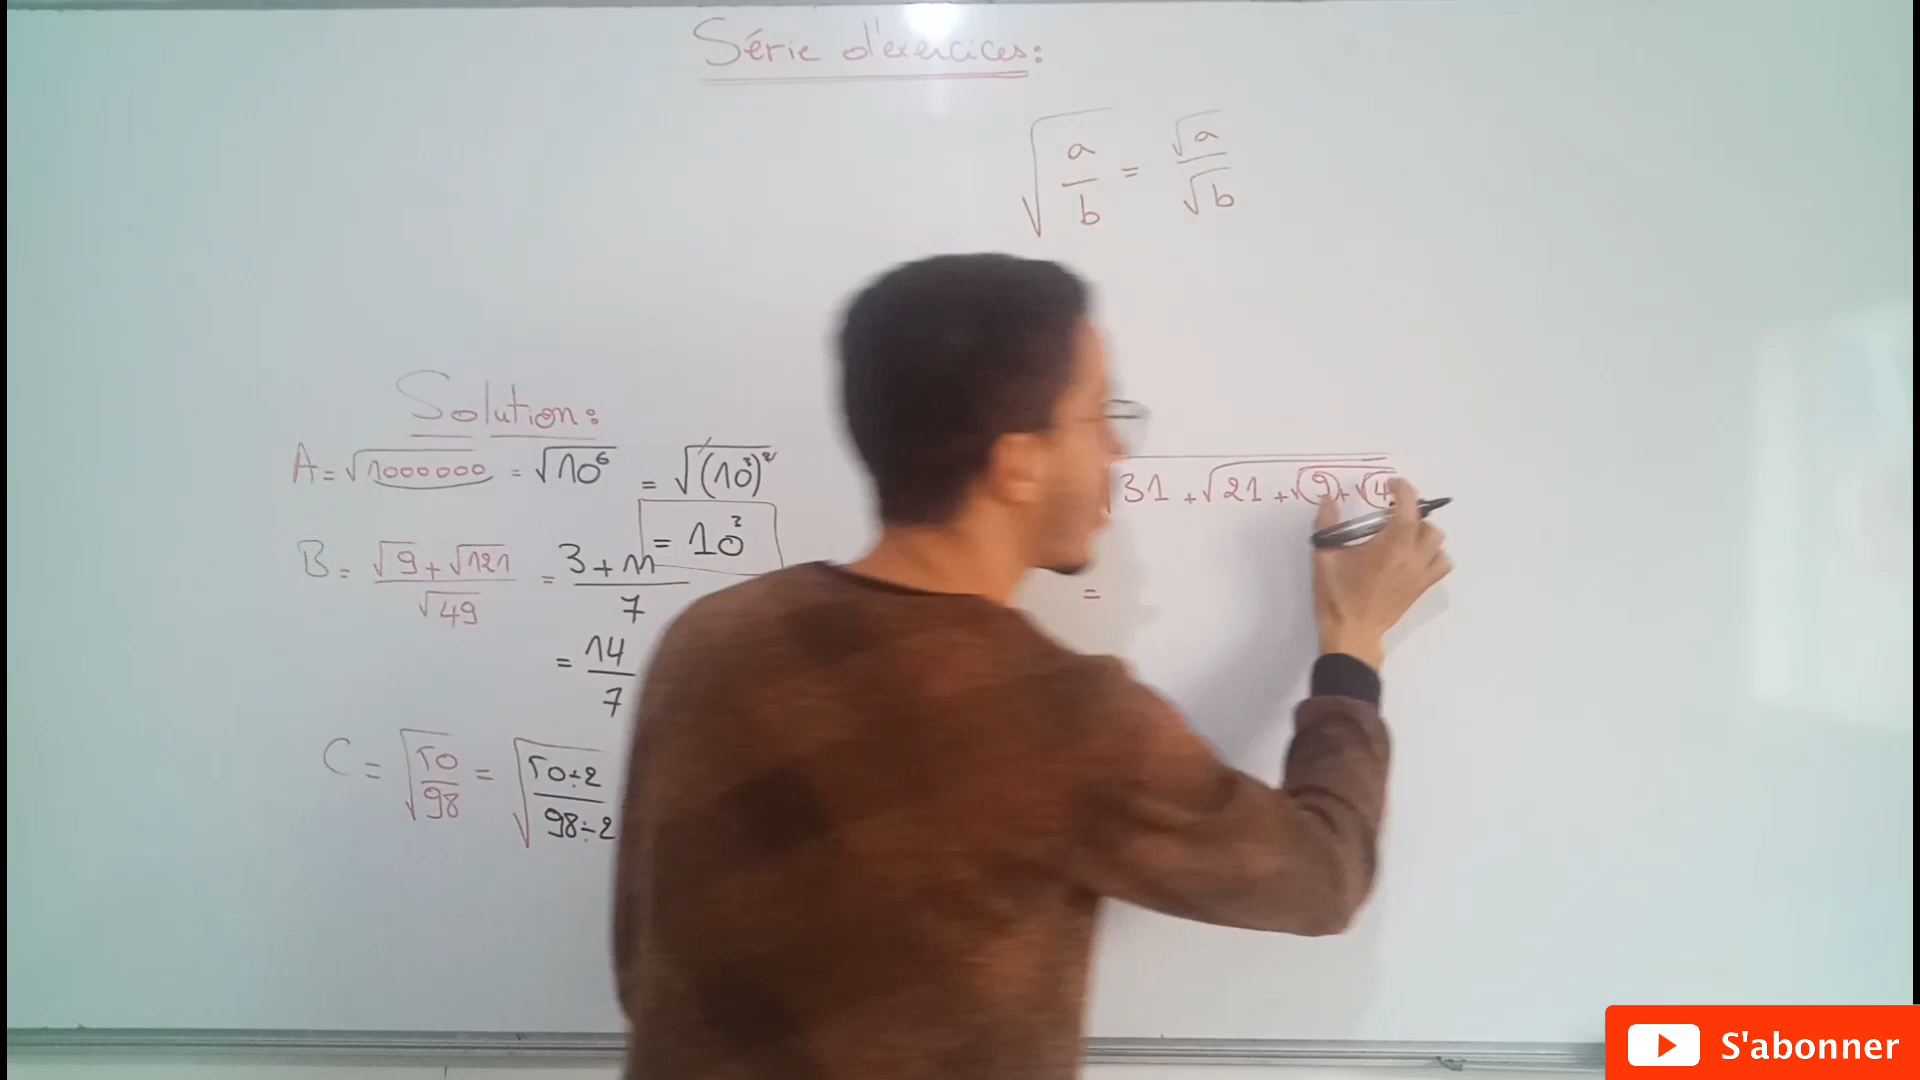 Série d'exercices:
√(a/b) = √a/√b
Solution:
A = √1000000 = √10⁶ = √(10³)²
= 10³
B = (√9 + √121)/√49 = (3 + 11)/7
= 14/7
C = √(50/98) = √((50÷2)/(98÷2))
√(31 + √(21 + √(9 + √4
=
S'abonner